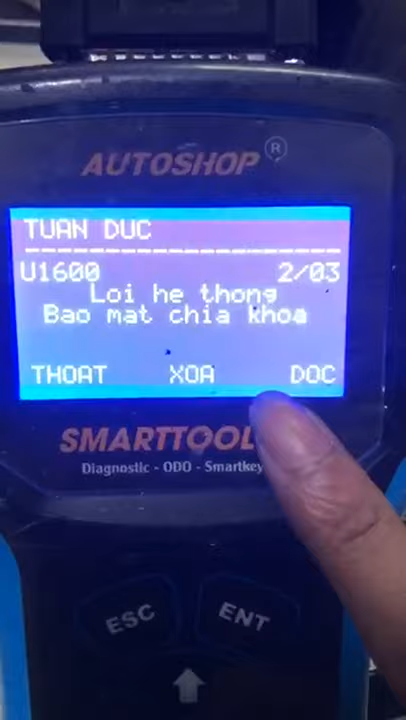 AUTOSHOP ®
TUAN DUC
U1600 2/03
Loi he thong
Bao mat chia khoa
THOAT XOA DOC
SMARTTOOL
Diagnostic - ODO - Smartkey
ESC ENT